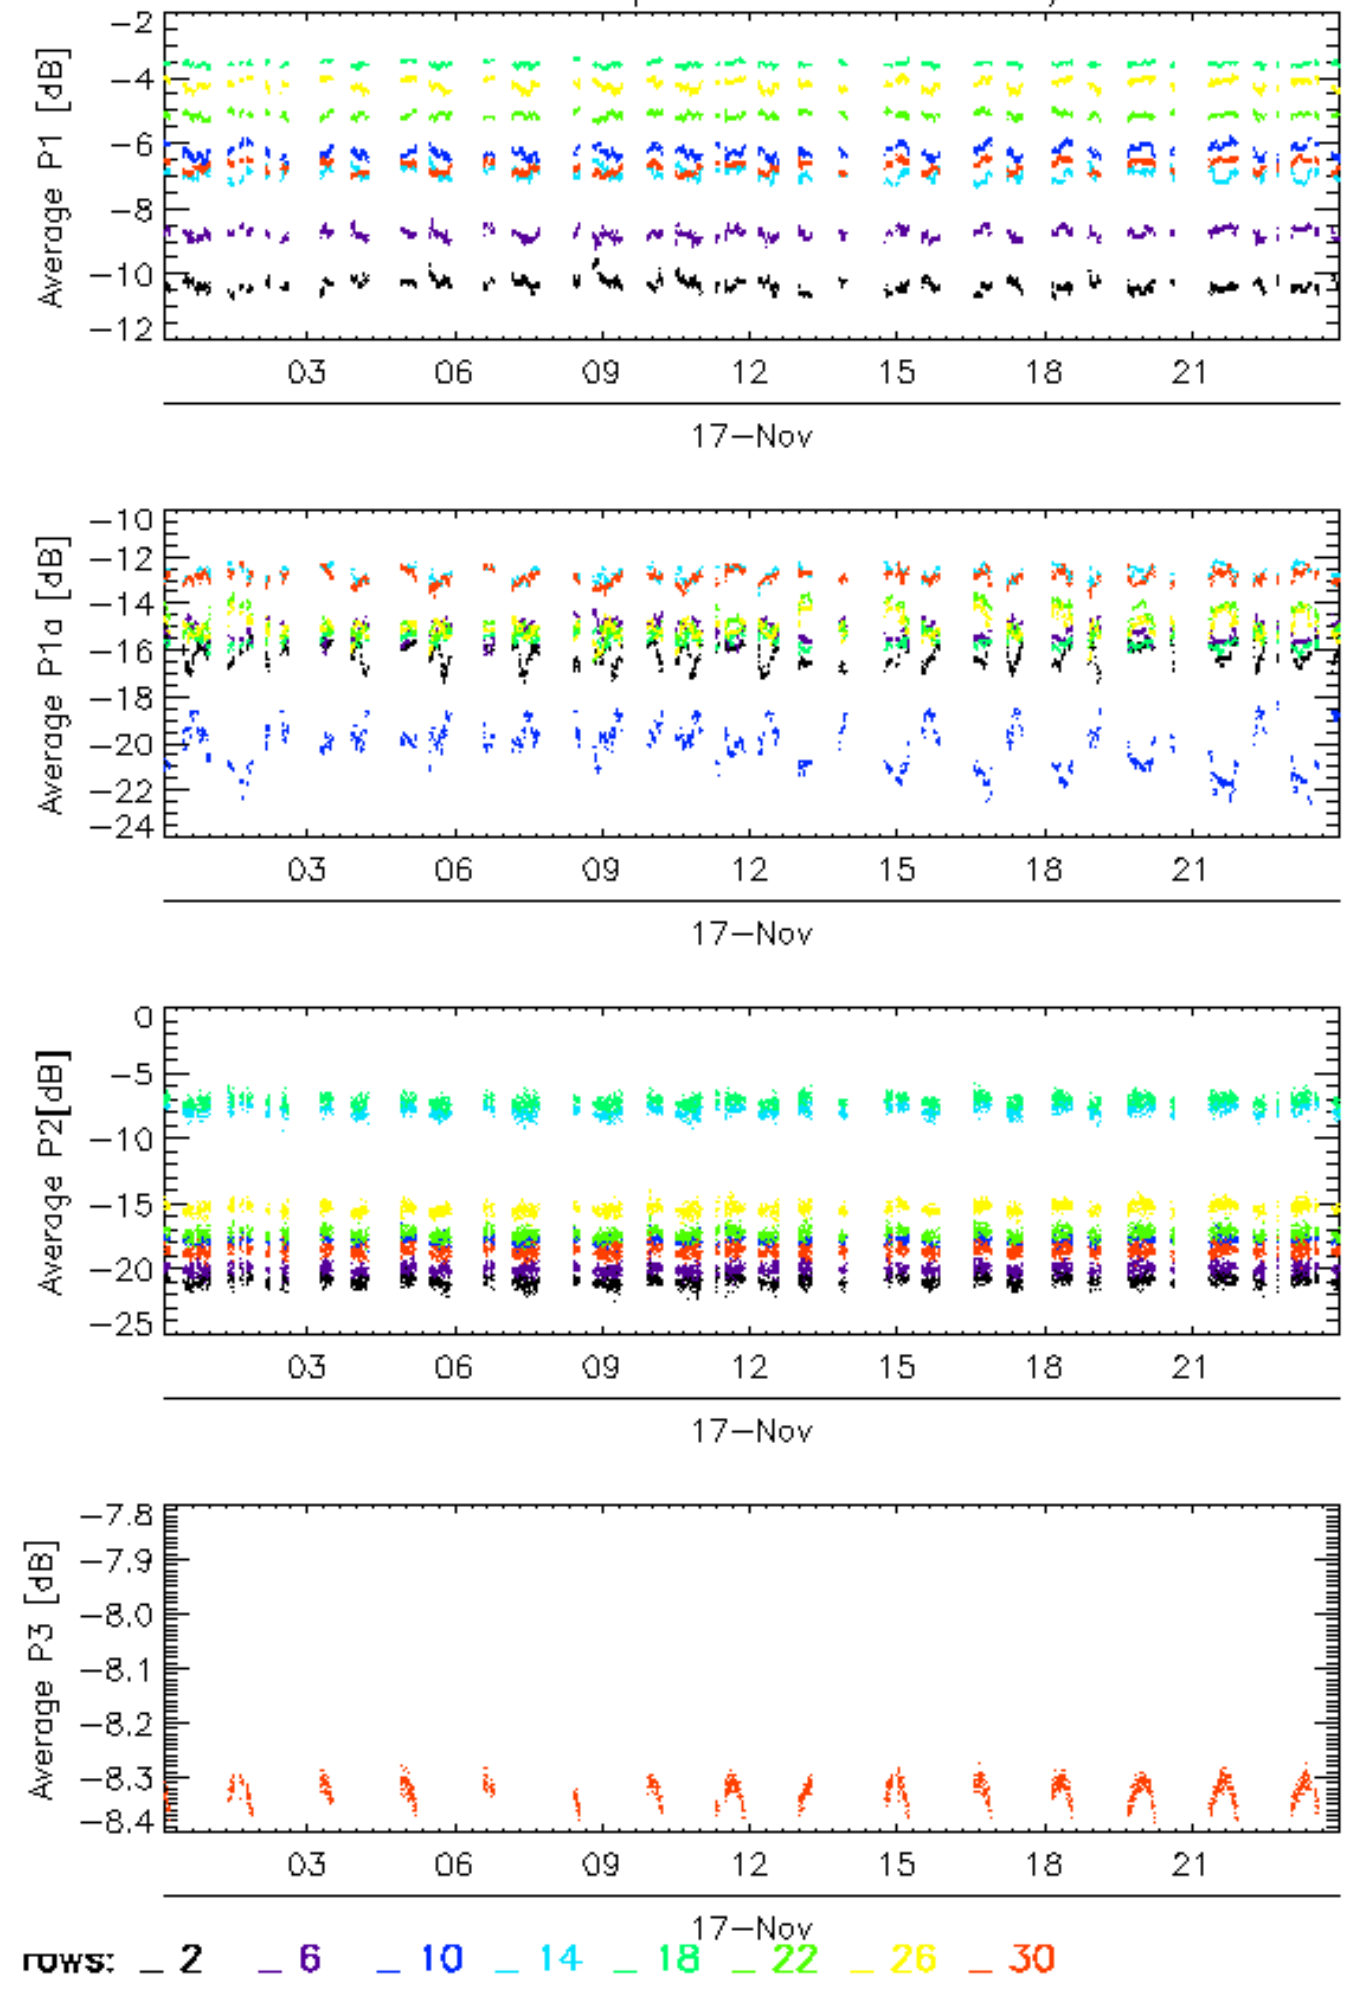 Average P1 [dB]
-2
-4
-6
-8
-10
-12
03 06 09 12 15 18 21
17-Nov
Average P1a [dB]
-10
-12
-14
-16
-18
-20
-22
-24
03 06 09 12 15 18 21
17-Nov
Average P2[dB]
0
-5
-10
-15
-20
-25
03 06 09 12 15 18 21
17-Nov
Average P3 [dB]
-7.8
-7.9
-8.0
-8.1
-8.2
-8.3
-8.4
03 06 09 12 15 18 21
17-Nov
rows: _ 2 _ 6 _ 10 _ 14 _ 18 _ 22 _ 26 _ 30